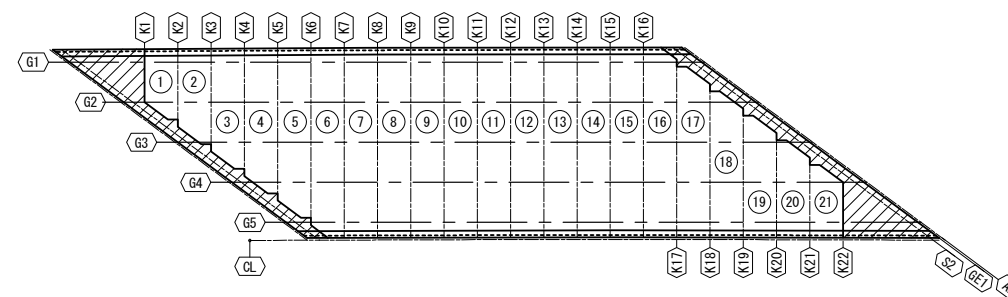 K1 K2 K3 K4 K5 K6 K7 K8 K9 K10 K11 K12 K13 K14 K15 K16
G1
1 2
G2
3 4 5 6 7 8 9 10 11 12 13 14 15 16 17
G3
18
G4
19 20 21
G5
CL
K17 K18 K19 K20 K21 K22
S2 GE1